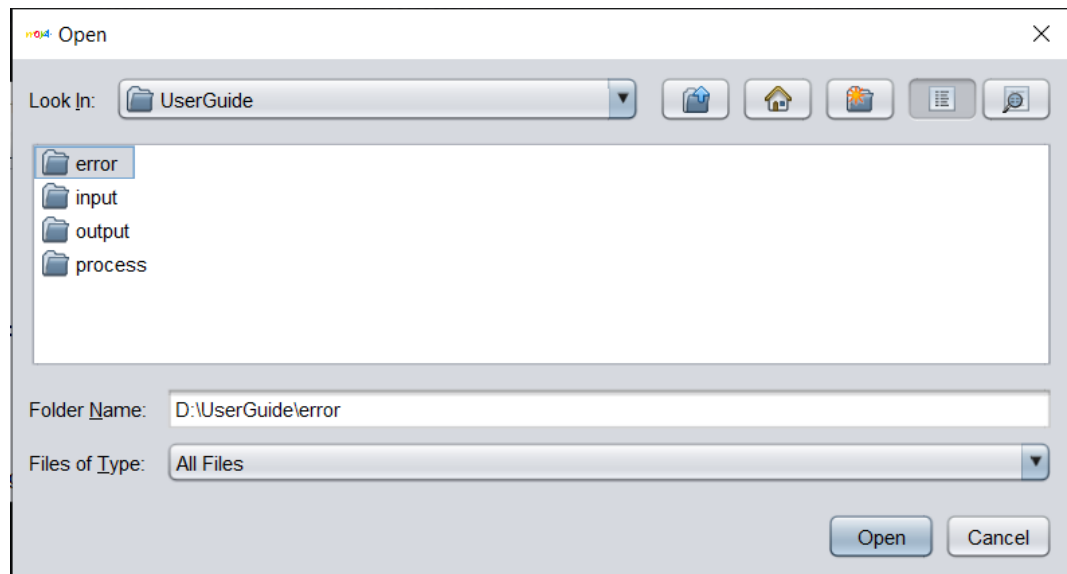 Open
Look In: UserGuide
error
input
output
process
Folder Name: D:\UserGuide\error
Files of Type: All Files
Open Cancel